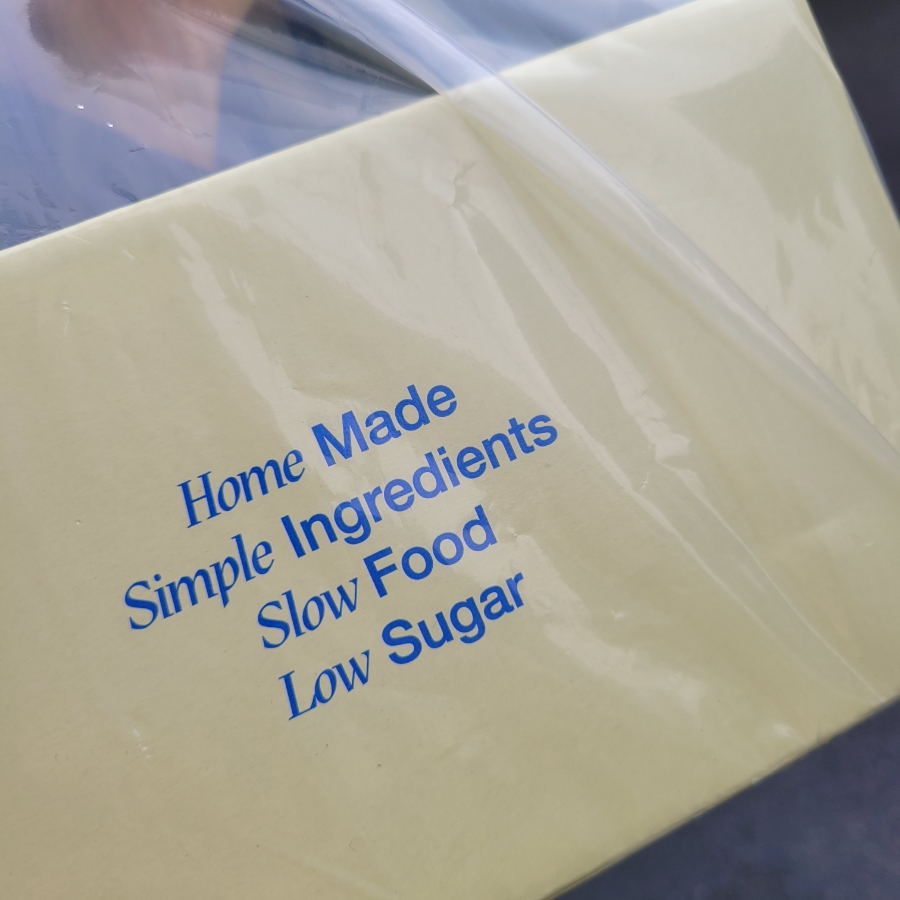 Home Made
Simple Ingredients
Slow Food
Low Sugar